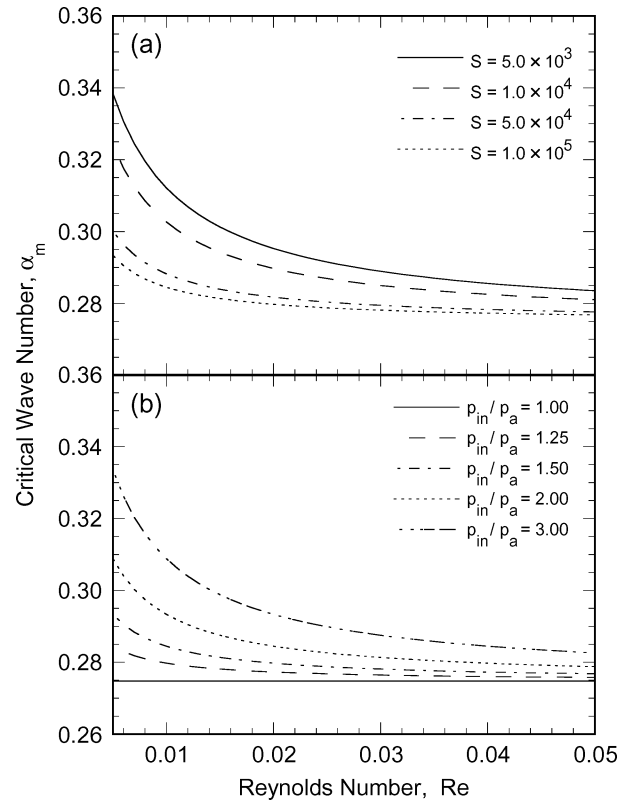 0.36
(a)
S = 5.0 × 10³
S = 1.0 × 10⁴
S = 5.0 × 10⁴
S = 1.0 × 10⁵
0.34
0.32
0.30
0.28
0.36
(b)
p_in / p_a = 1.00
p_in / p_a = 1.25
p_in / p_a = 1.50
p_in / p_a = 2.00
p_in / p_a = 3.00
0.34
0.32
0.30
0.28
0.26
Critical Wave Number, α_m
0.01 0.02 0.03 0.04 0.05
Reynolds Number, Re